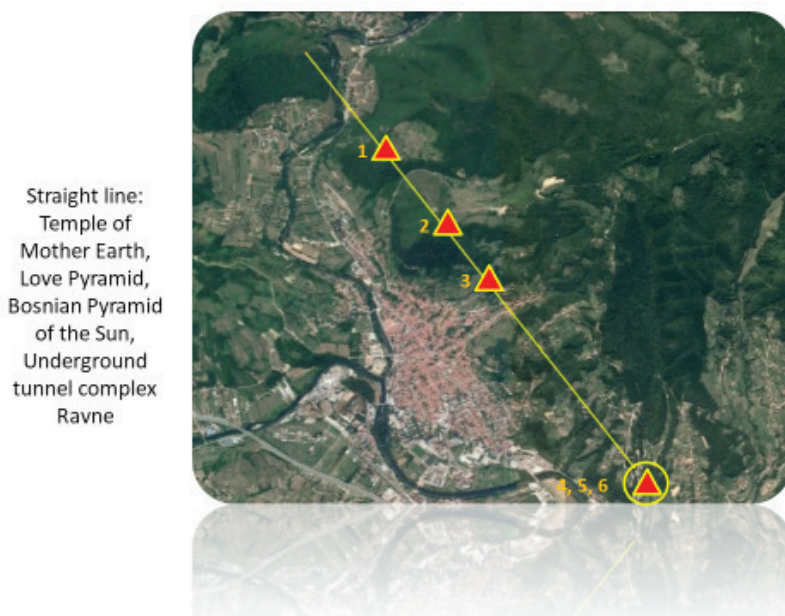 Straight line:
Temple of
Mother Earth,
Love Pyramid,
Bosnian Pyramid
of the Sun,
Underground
tunnel complex
Ravne
1
2
3
4, 5, 6